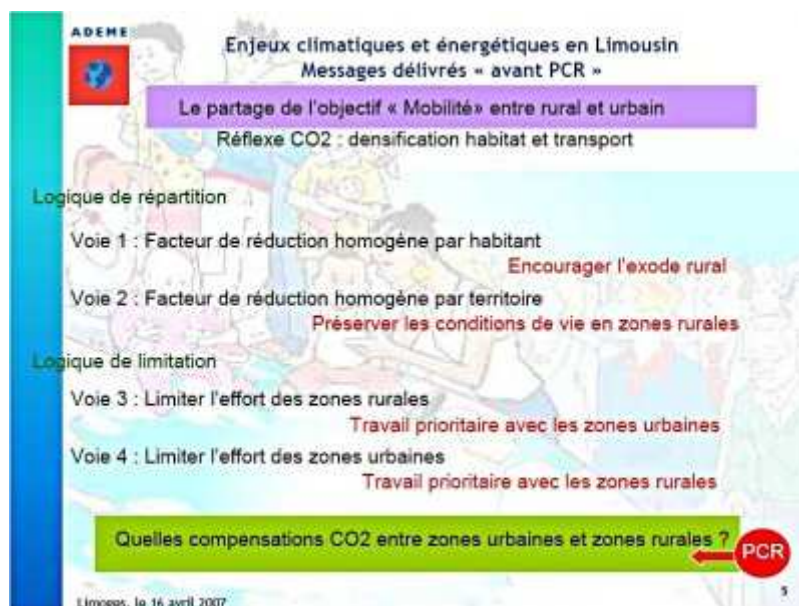 ADEME
Enjeux climatiques et énergétiques en Limousin
Messages délivrés « avant PCR »
Le partage de l'objectif « Mobilité» entre rural et urbain
Réflexe CO2 : densification habitat et transport
Logique de répartition
Voie 1 : Facteur de réduction homogène par habitant
Encourager l'exode rural
Voie 2 : Facteur de réduction homogène par territoire
Préserver les conditions de vie en zones rurales
Logique de limitation
Voie 3 : Limiter l'effort des zones rurales
Travail prioritaire avec les zones urbaines
Voie 4 : Limiter l'effort des zones urbaines
Travail prioritaire avec les zones rurales
Quelles compensations CO2 entre zones urbaines et zones rurales ?
PCR
Limoges, le 16 avril 2007
5